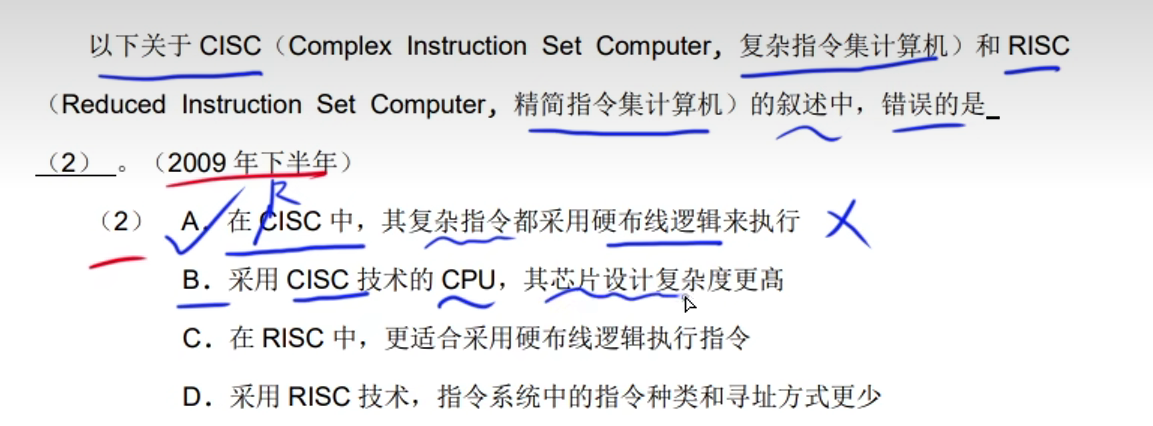 以下关于 CISC（Complex Instruction Set Computer，复杂指令集计算机）和 RISC
（Reduced Instruction Set Computer，精简指令集计算机）的叙述中，错误的是
（2） 。（2009 年下半年）
R
（2） A．在 CISC 中，其复杂指令都采用硬布线逻辑来执行
B．采用 CISC 技术的 CPU，其芯片设计复杂度更高
C．在 RISC 中，更适合采用硬布线逻辑执行指令
D．采用 RISC 技术，指令系统中的指令种类和寻址方式更少